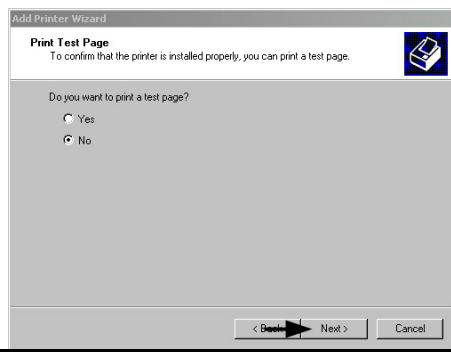 Add Printer Wizard
Print Test Page
To confirm that the printer is installed properly, you can print a test page.
Do you want to print a test page?
Yes
No
< Back Next > Cancel